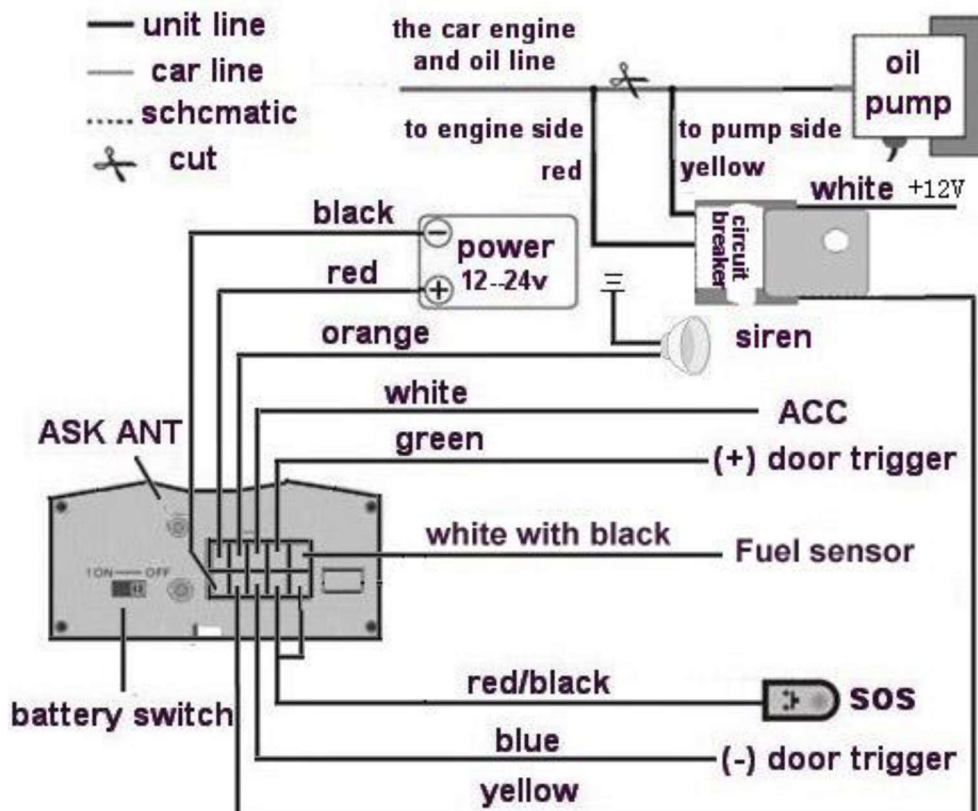 unit line
car line
schcmatic
cut
the car engine
and oil line
oil
pump
to engine side
red
to pump side
yellow
white +12V
circuit
breaker
black
power
12--24v
red
orange
siren
white
ACC
ASK ANT
green
(+) door trigger
white with black
Fuel sensor
ON OFF
red/black
sos
battery switch
blue
(-) door trigger
yellow